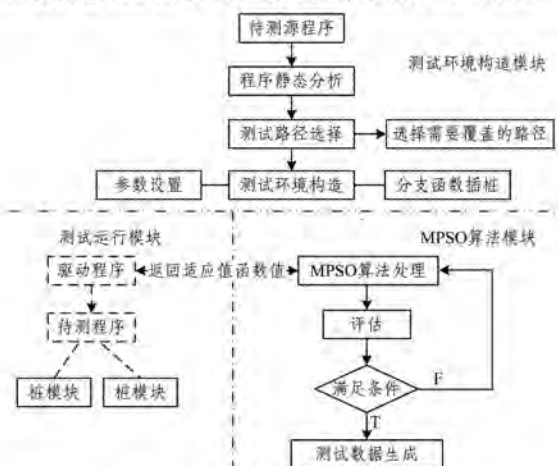 待测源程序
测试环境构造模块
程序静态分析
测试路径选择
选择需要覆盖的路径
参数设置
测试环境构造
分支函数插桩
测试运行模块
MPSO算法模块
驱动程序
返回适应值函数值
MPSO算法处理
待测程序
评估
桩模块
桩模块
满足条件
F
T
测试数据生成